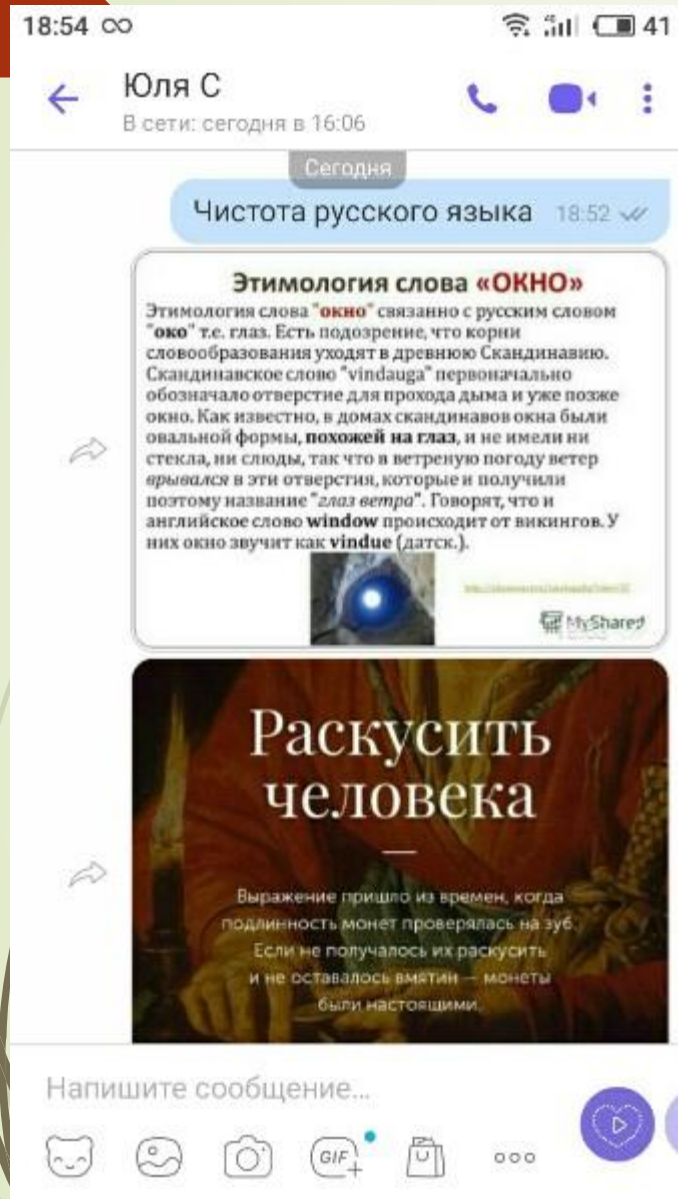 18:54
41
Юля С
В сети: сегодня в 16:06
Сегодня
Чистота русского языка 18:52
Этимология слова «ОКНО»
Этимология слова "окно" связанно с русским словом
"око" т.е. глаз. Есть подозрение, что корни
словообразования уходят в древнюю Скандинавию.
Скандинавское слово "vindauga" первоначально
обозначало отверстие для прохода дыма и уже позже
окно. Как известно, в домах скандинавов окна были
овальной формы, похожей на глаз, и не имели ни
стекла, ни слюды, так что в ветреную погоду ветер
врывался в эти отверстия, которые и получили
поэтому название "глаз ветра". Говорят, что и
английское слово window происходит от викингов. У
них окно звучит как vindue (датск.).
MyShared
Раскусить
человека
Выражение пришло из времен, когда
подлинность монет проверялась на зуб.
Если не получалось их раскусить
и не оставалось вмятин — монеты
были настоящими.
Напишите сообщение...
GIF